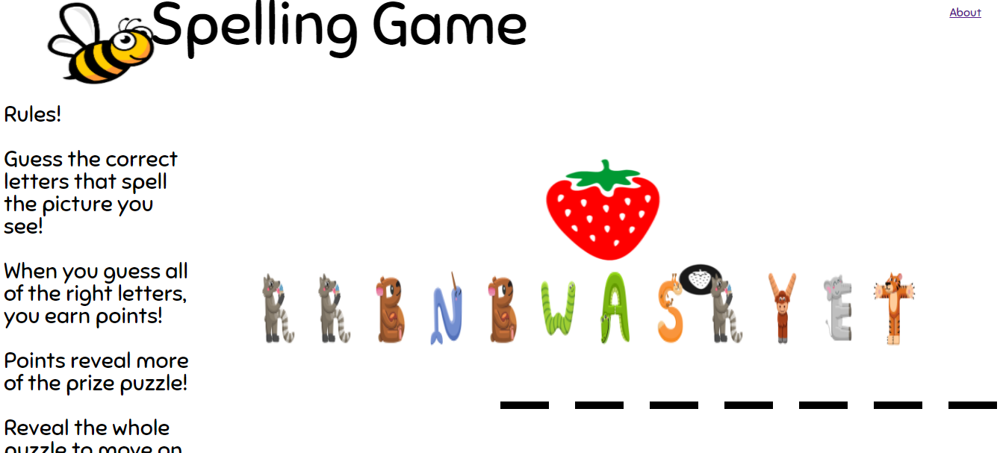 Spelling Game
About
Rules!
Guess the correct
letters that spell
the picture you
see!
When you guess all
of the right letters,
you earn points!
Points reveal more
of the prize puzzle!
Reveal the whole
puzzle to move on
R R B N B W A S R Y E T